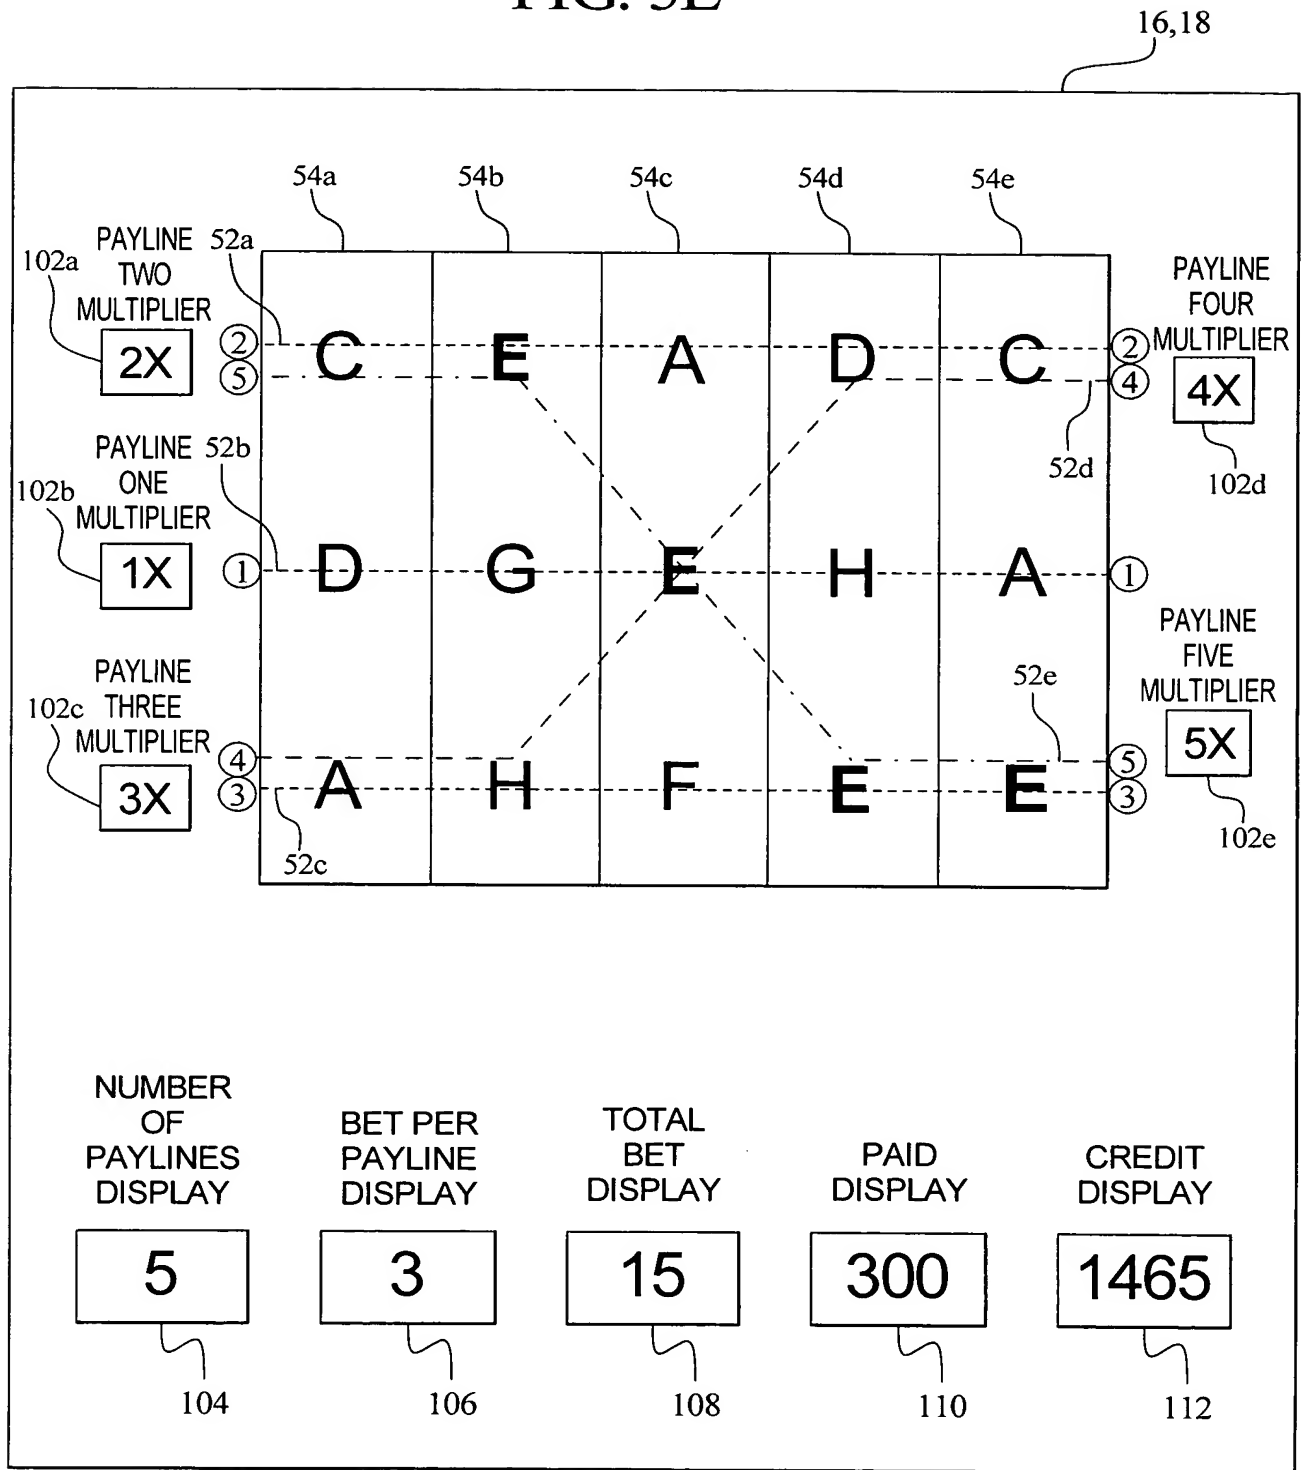 FIG. 5E
16,18
54a 54b 54c 54d 54e
PAYLINE
TWO
MULTIPLIER
102a
2X
52a
PAYLINE
FOUR
MULTIPLIER
4X
102d
52d
② C E A D C ②
⑤ ④
PAYLINE
ONE
MULTIPLIER
102b
1X
52b
① D G E H A ①
PAYLINE
THREE
MULTIPLIER
102c
3X
52c
PAYLINE
FIVE
MULTIPLIER
5X
102e
52e
④ ⑤
③ A H F E E ③
NUMBER
OF
PAYLINES
DISPLAY
5
104
BET PER
PAYLINE
DISPLAY
3
106
TOTAL
BET
DISPLAY
15
108
PAID
DISPLAY
300
110
CREDIT
DISPLAY
1465
112